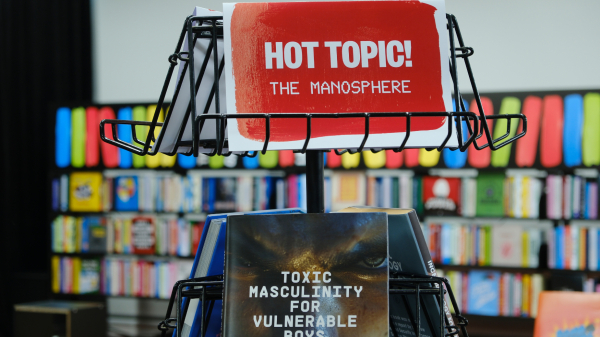 HOT TOPIC!
THE MANOSPHERE
TOXIC
MASCULINITY
FOR
VULNERABLE
BOYS